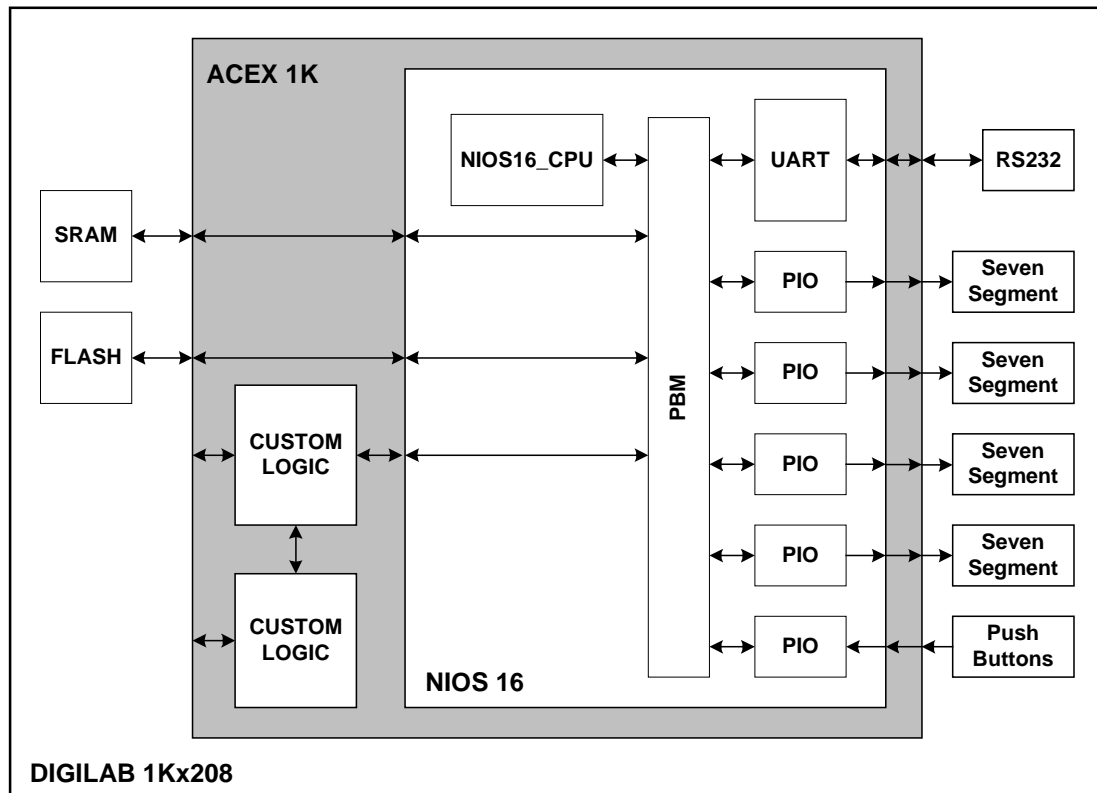 ACEX 1K
NIOS16_CPU
UART
RS232
SRAM
PIO
Seven
Segment
FLASH
PIO
Seven
Segment
PBM
CUSTOM
LOGIC
PIO
Seven
Segment
PIO
Seven
Segment
CUSTOM
LOGIC
PIO
Push
Buttons
NIOS 16
DIGILAB 1Kx208